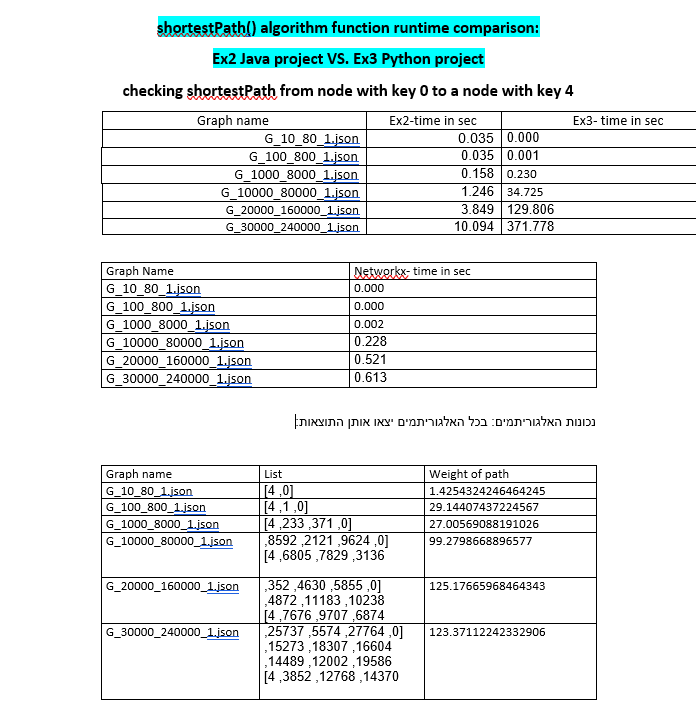 shortestPath() algorithm function runtime comparison:
Ex2 Java project VS. Ex3 Python project
checking shortestPath from node with key 0 to a node with key 4
Graph name Ex2-time in sec Ex3- time in sec
G_10_80_1.json 0.035 0.000
G_100_800_1.json 0.035 0.001
G_1000_8000_1.json 0.158 0.230
G_10000_80000_1.json 1.246 34.725
G_20000_160000_1.json 3.849 129.806
G_30000_240000_1.json 10.094 371.778
Graph Name Networkx- time in sec
G_10_80_1.json 0.000
G_100_800_1.json 0.000
G_1000_8000_1.json 0.002
G_10000_80000_1.json 0.228
G_20000_160000_1.json 0.521
G_30000_240000_1.json 0.613
נכונות האלגוריתמים: בכל האלגוריתמים יצאו אותן התוצאות:
Graph name List Weight of path
G_10_80_1.json [4 ,0] 1.4254324246464245
G_100_800_1.json [4 ,1 ,0] 29.14407437224567
G_1000_8000_1.json [4 ,233 ,371 ,0] 27.00569088191026
G_10000_80000_1.json ,8592 ,2121 ,9624 ,0] 99.2798668896577
[4 ,6805 ,7829 ,3136
G_20000_160000_1.json ,352 ,4630 ,5855 ,0] 125.17665968464343
,4872 ,11183 ,10238
[4 ,7676 ,9707 ,6874
G_30000_240000_1.json ,25737 ,5574 ,27764 ,0] 123.37112242332906
,15273 ,18307 ,16604
,14489 ,12002 ,19586
[4 ,3852 ,12768 ,14370